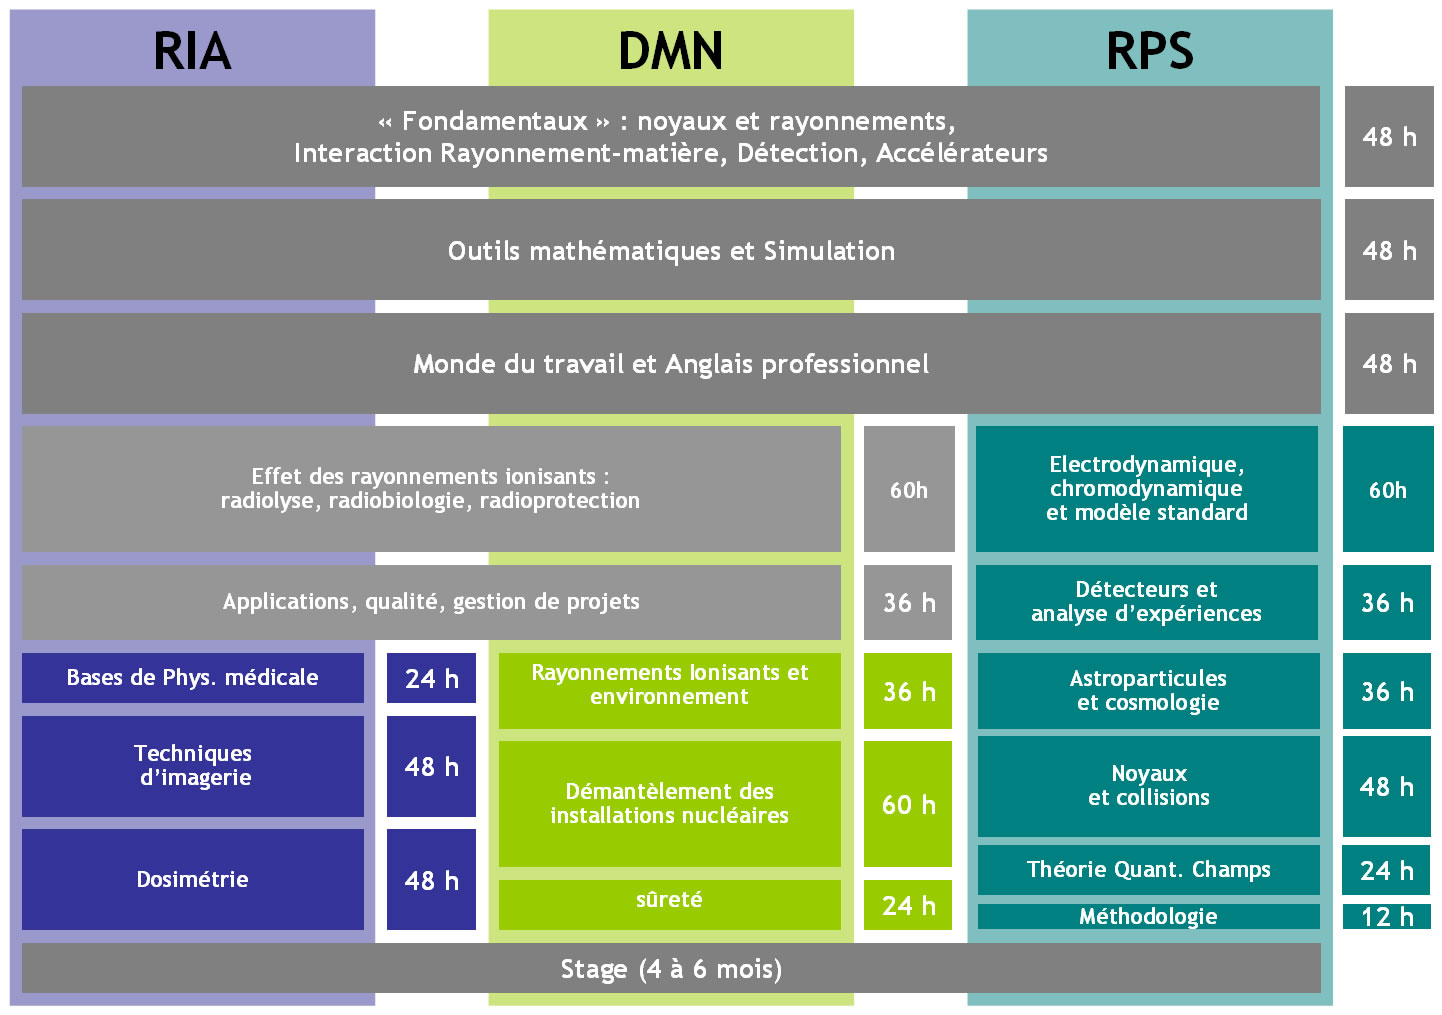 RIA
DMN
RPS
« Fondamentaux » : noyaux et rayonnements,
Interaction Rayonnement-matière, Détection, Accélérateurs
48 h
Outils mathématiques et Simulation
48 h
Monde du travail et Anglais professionnel
48 h
Effet des rayonnements ionisants :
radiolyse, radiobiologie, radioprotection
60h
Electrodynamique,
chromodynamique
et modèle standard
60h
Applications, qualité, gestion de projets
36 h
Détecteurs et
analyse d'expériences
36 h
Bases de Phys. médicale
24 h
Rayonnements Ionisants et
environnement
36 h
Astroparticules
et cosmologie
36 h
Techniques
d'imagerie
48 h
Démantèlement des
installations nucléaires
60 h
Noyaux
et collisions
48 h
Dosimétrie
48 h
sûreté
24 h
Théorie Quant. Champs
24 h
Méthodologie
12 h
Stage (4 à 6 mois)